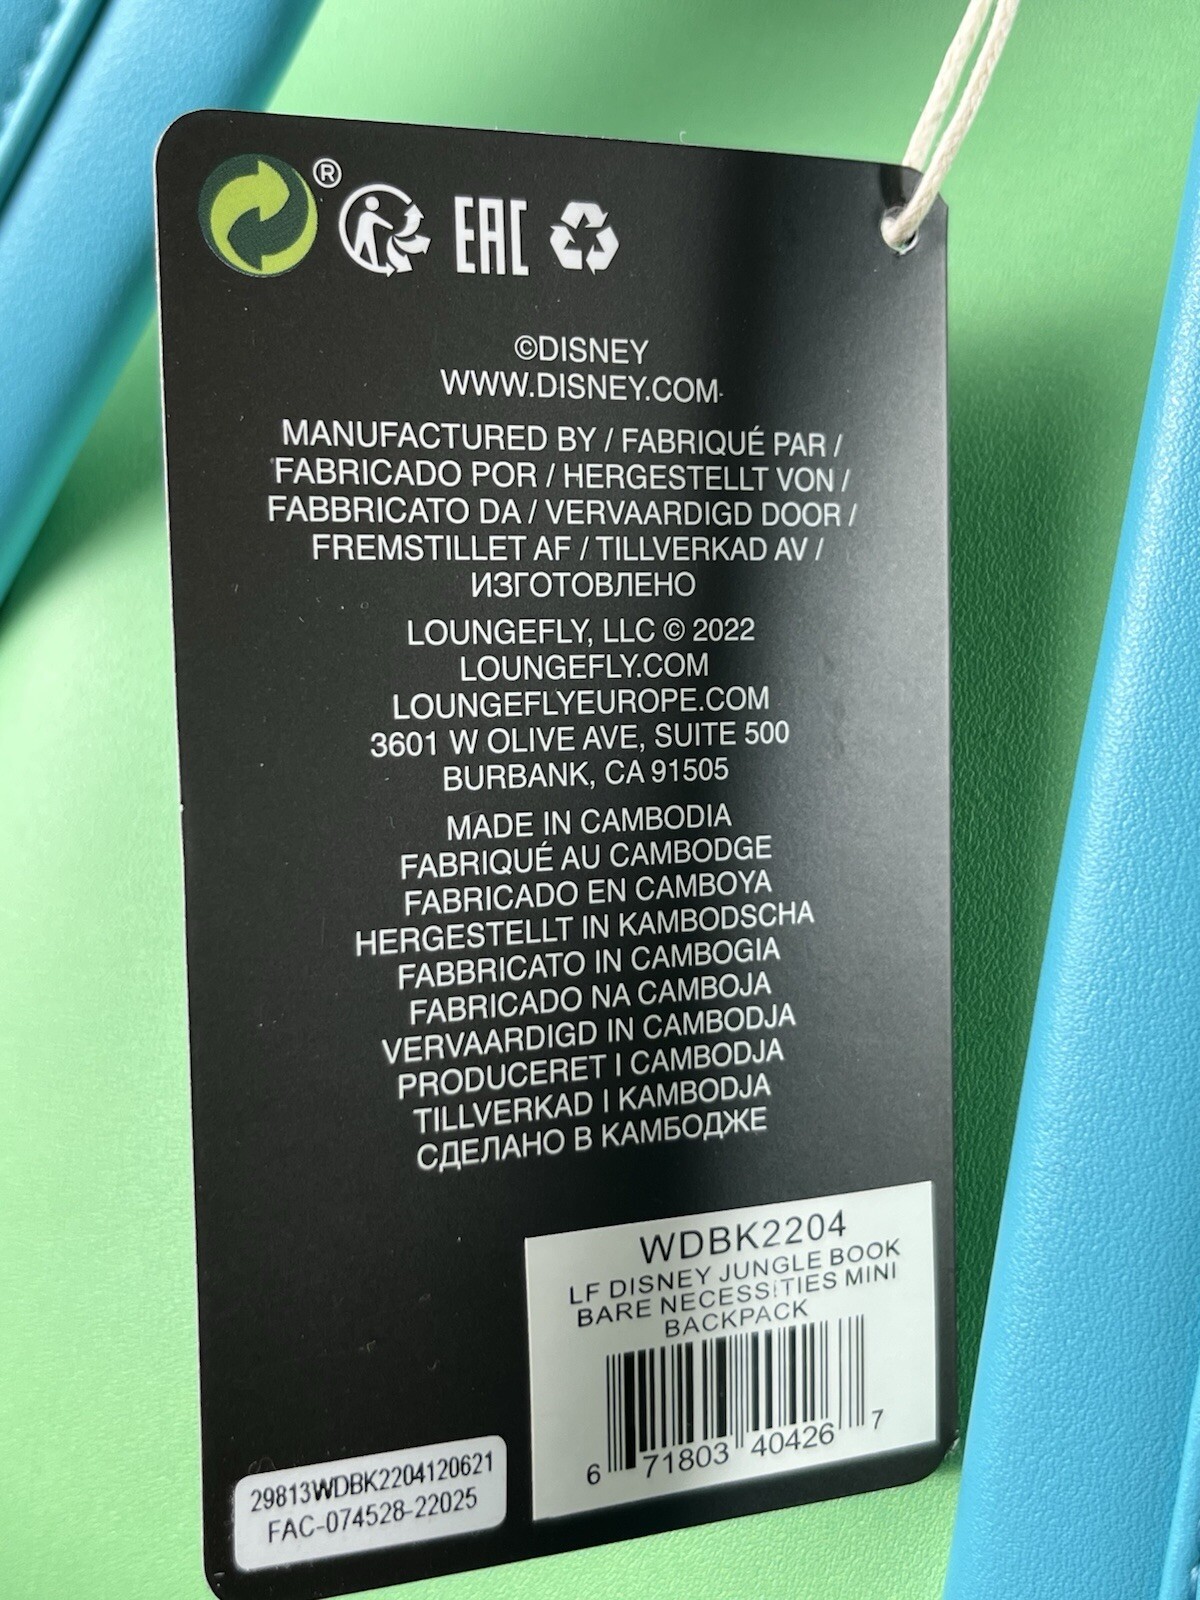 ®
EAC
©DISNEY
WWW.DISNEY.COM
MANUFACTURED BY / FABRIQUÉ PAR /
FABRICADO POR / HERGESTELLT VON /
FABBRICATO DA / VERVAARDIGD DOOR /
FREMSTILLET AF / TILLVERKAD AV /
ИЗГОТОВЛЕНО
LOUNGEFLY, LLC © 2022
LOUNGEFLY.COM
LOUNGEFLYEUROPE.COM
3601 W OLIVE AVE, SUITE 500
BURBANK, CA 91505
MADE IN CAMBODIA
FABRIQUÉ AU CAMBODGE
FABRICADO EN CAMBOYA
HERGESTELLT IN KAMBODSCHA
FABBRICATO IN CAMBOGIA
FABRICADO NA CAMBOJA
VERVAARDIGD IN CAMBODJA
PRODUCERET I CAMBODJA
TILLVERKAD I KAMBODJA
СДЕЛАНО В КАМБОДЖЕ
WDBK2204
LF DISNEY JUNGLE BOOK
BARE NECESSITIES MINI
BACKPACK
6 71803 40426 7
29813WDBK2204120621
FAC-074528-22025